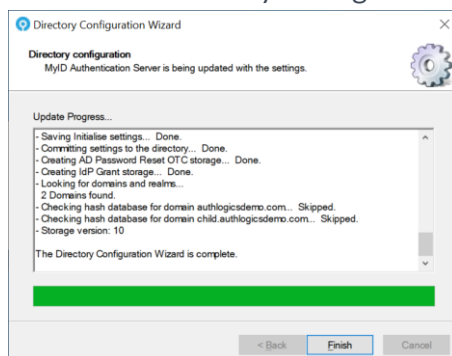 Directory Configuration Wizard
Directory configuration
MyID Authentication Server is being updated with the settings.
Update Progress...
- Saving Initialise settings... Done.
- Committing settings to the directory... Done.
- Creating AD Password Reset OTC storage... Done.
- Creating IdP Grant storage... Done.
- Looking for domains and realms...
2 Domains found.
- Checking hash database for domain authlogicsdemo.com... Skipped.
- Checking hash database for domain child.authlogicsdemo.com... Skipped.
- Storage version: 10
The Directory Configuration Wizard is complete.
< Back
Finish
Cancel